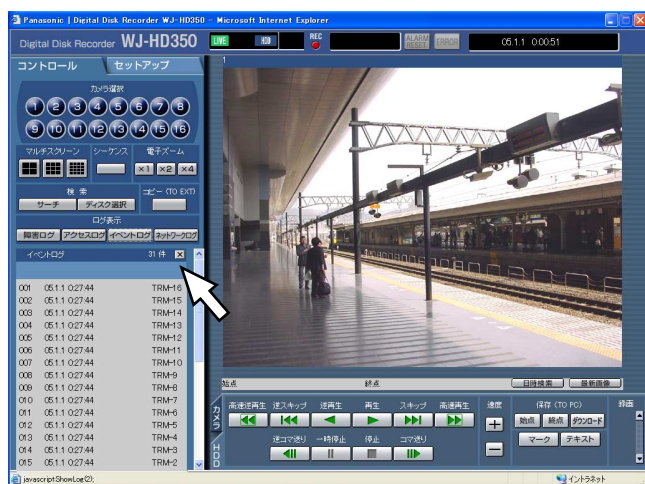 Panasonic | Digital Disk Recorder WJ-HD350 - Microsoft Internet Explorer
Digital Disk Recorder WJ-HD350
LIVE HDD REC ALARM RESET ERROR 05.1.1 0:00:51
コントロール セットアップ
1
カメラ選択
1 2 3 4 5 6 7 8
9 10 11 12 13 14 15 16
マルチスクリーン シーケンス 電子ズーム
×1 ×2 ×4
検索 コピー (TO EXT)
サーチ ディスク選択
ログ表示
障害ログ アクセスログ イベントログ ネットワークログ
イベントログ 31 件
001 05.1.1 0:27:44 TRM-16
002 05.1.1 0:27:44 TRM-15
003 05.1.1 0:27:44 TRM-14
004 05.1.1 0:27:44 TRM-13
005 05.1.1 0:27:44 TRM-12
006 05.1.1 0:27:44 TRM-11
007 05.1.1 0:27:44 TRM-10
008 05.1.1 0:27:44 TRM-9
009 05.1.1 0:27:44 TRM-8
010 05.1.1 0:27:44 TRM-7
011 05.1.1 0:27:44 TRM-6
012 05.1.1 0:27:44 TRM-5
013 05.1.1 0:27:44 TRM-4
014 05.1.1 0:27:44 TRM-3
015 05.1.1 0:27:44 TRM-2
始点 終点 日時検索 最新画像
カメラ
HDD
高速逆再生 逆スキップ 逆再生 再生 スキップ 高速再生 速度 保存 (TO PC) 録画
始点 終点 ダウンロード
逆コマ送り 一時停止 停止 コマ送り
マーク テキスト
javascript:ShowLog(2); イントラネット